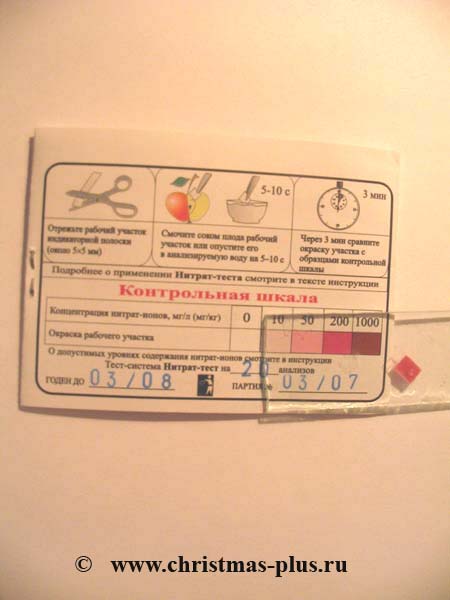 5-10 с
3 мин
Отрежьте рабочий участок
индикаторной полоски
(около 5×5 мм)
Смочите соком плода рабочий
участок или опустите его
в анализируемую воду на 5–10 с
Через 3 мин сравните
окраску участка с
образцами контрольной
шкалы
Подробнее о применении Нитрат-теста смотрите в тексте инструкции
Контрольная шкала
Концентрация нитрат-ионов, мг/л (мг/кг) 0 10 50 200 1000
Окраска рабочего участка
О допустимых уровнях содержания нитрат-ионов смотрите в инструкции
Тест-система Нитрат-тест на 20 анализов
ГОДЕН ДО 03/08 ПАРТИЯ № 03/07
© www.christmas-plus.ru